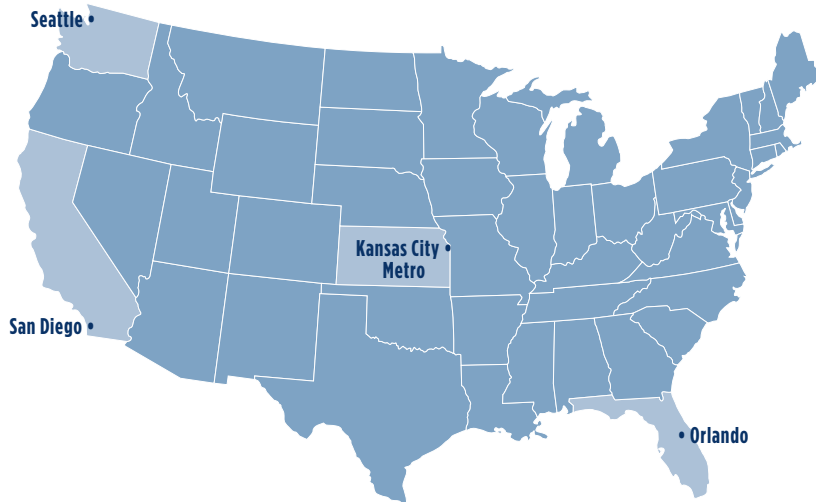 Seattle
Kansas City
Metro
San Diego
Orlando